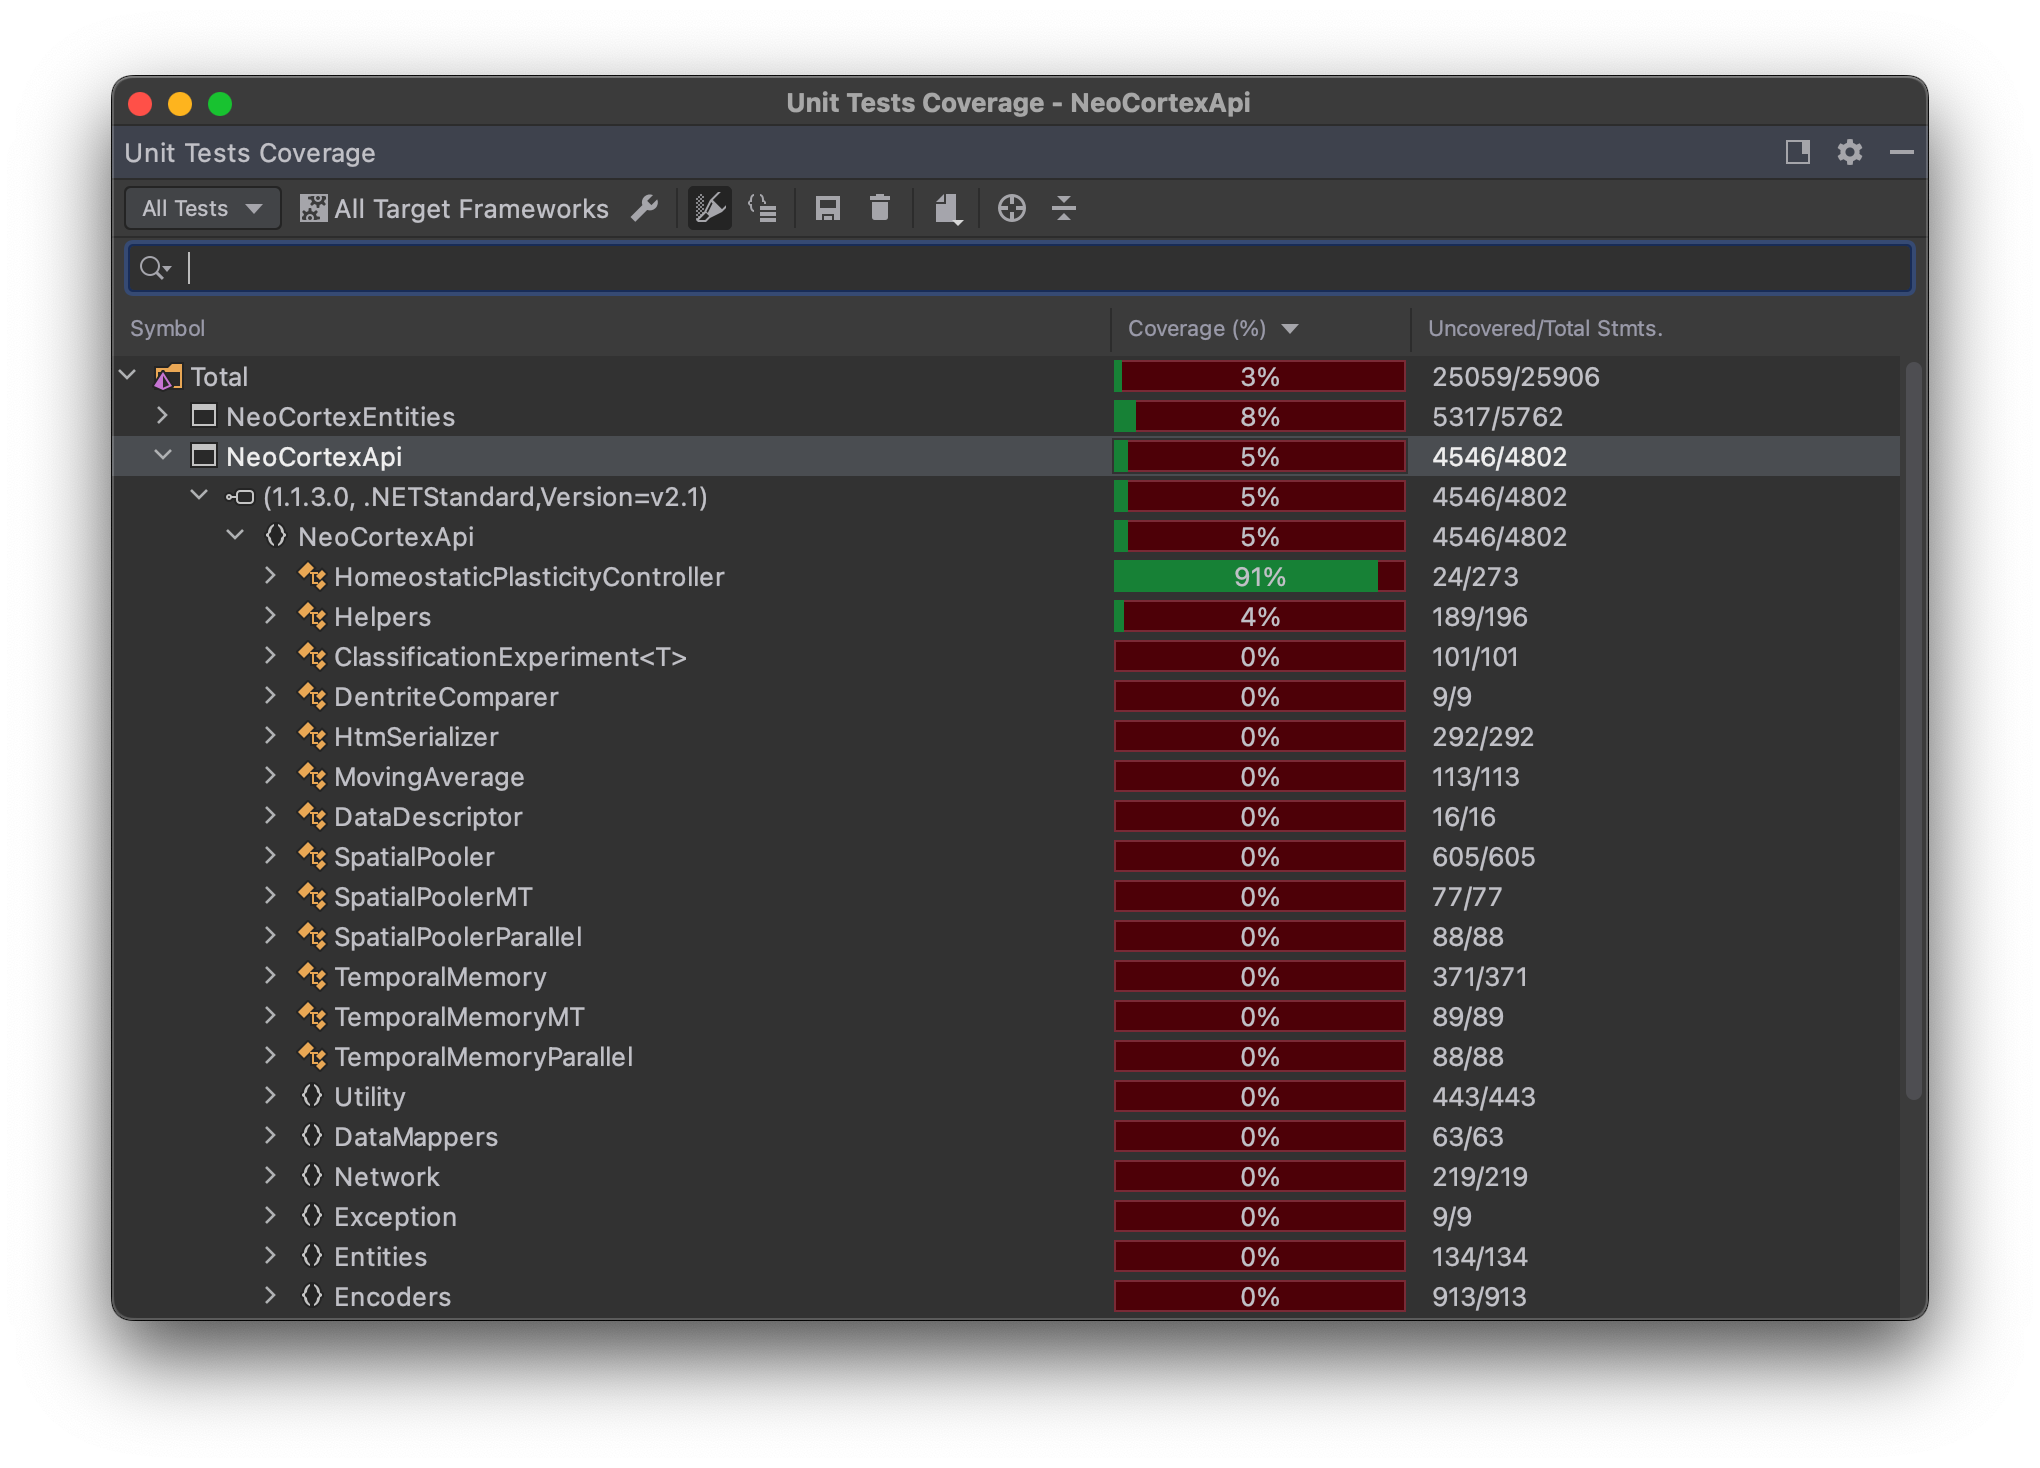 Unit Tests Coverage - NeoCortexApi
Unit Tests Coverage
All Tests All Target Frameworks
Symbol Coverage (%) Uncovered/Total Stmts.
Total 3% 25059/25906
NeoCortexEntities 8% 5317/5762
NeoCortexApi 5% 4546/4802
(1.1.3.0, .NETStandard,Version=v2.1) 5% 4546/4802
NeoCortexApi 5% 4546/4802
HomeostaticPlasticityController 91% 24/273
Helpers 4% 189/196
ClassificationExperiment<T> 0% 101/101
DentriteComparer 0% 9/9
HtmSerializer 0% 292/292
MovingAverage 0% 113/113
DataDescriptor 0% 16/16
SpatialPooler 0% 605/605
SpatialPoolerMT 0% 77/77
SpatialPoolerParallel 0% 88/88
TemporalMemory 0% 371/371
TemporalMemoryMT 0% 89/89
TemporalMemoryParallel 0% 88/88
Utility 0% 443/443
DataMappers 0% 63/63
Network 0% 219/219
Exception 0% 9/9
Entities 0% 134/134
Encoders 0% 913/913